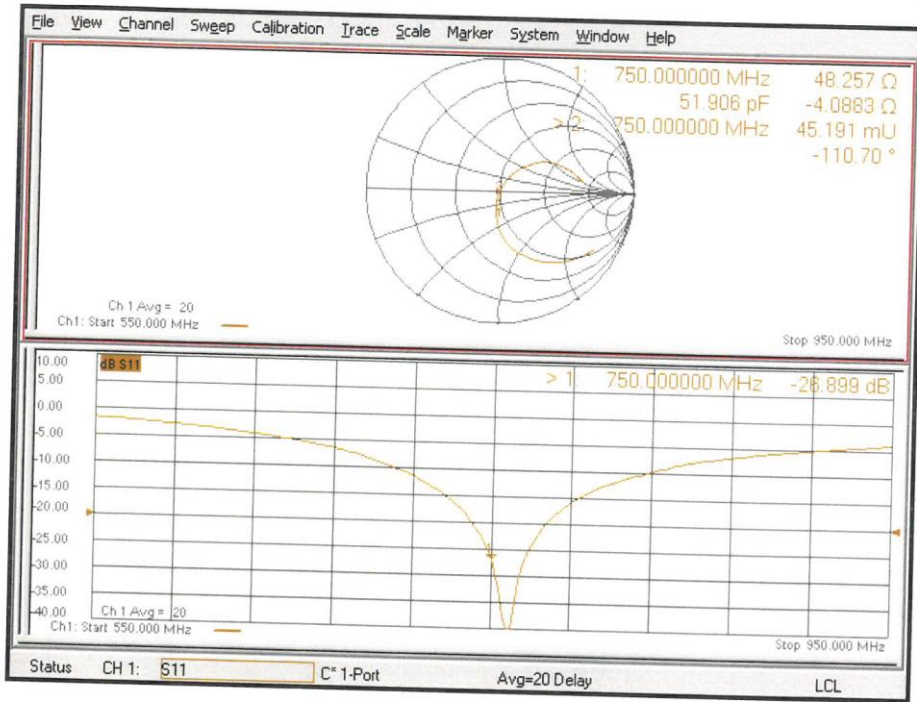 File View Channel Sweep Calibration Trace Scale Marker System Window Help
1: 750.000000 MHz 48.257 Ω
51.906 pF -4.0883 Ω
> 2: 750.000000 MHz 45.191 mU
-110.70 °
Ch 1 Avg = 20
Ch1: Start 550.000 MHz
Stop 950.000 MHz
10.00
dB S11
> 1: 750.000000 MHz -26.899 dB
5.00
0.00
-5.00
-10.00
-15.00
-20.00
-25.00
-30.00
-35.00
-40.00
1
Ch 1 Avg = 20
Ch1: Start 550.000 MHz
Stop 950.000 MHz
Status CH 1: S11 C* 1-Port Avg=20 Delay LCL